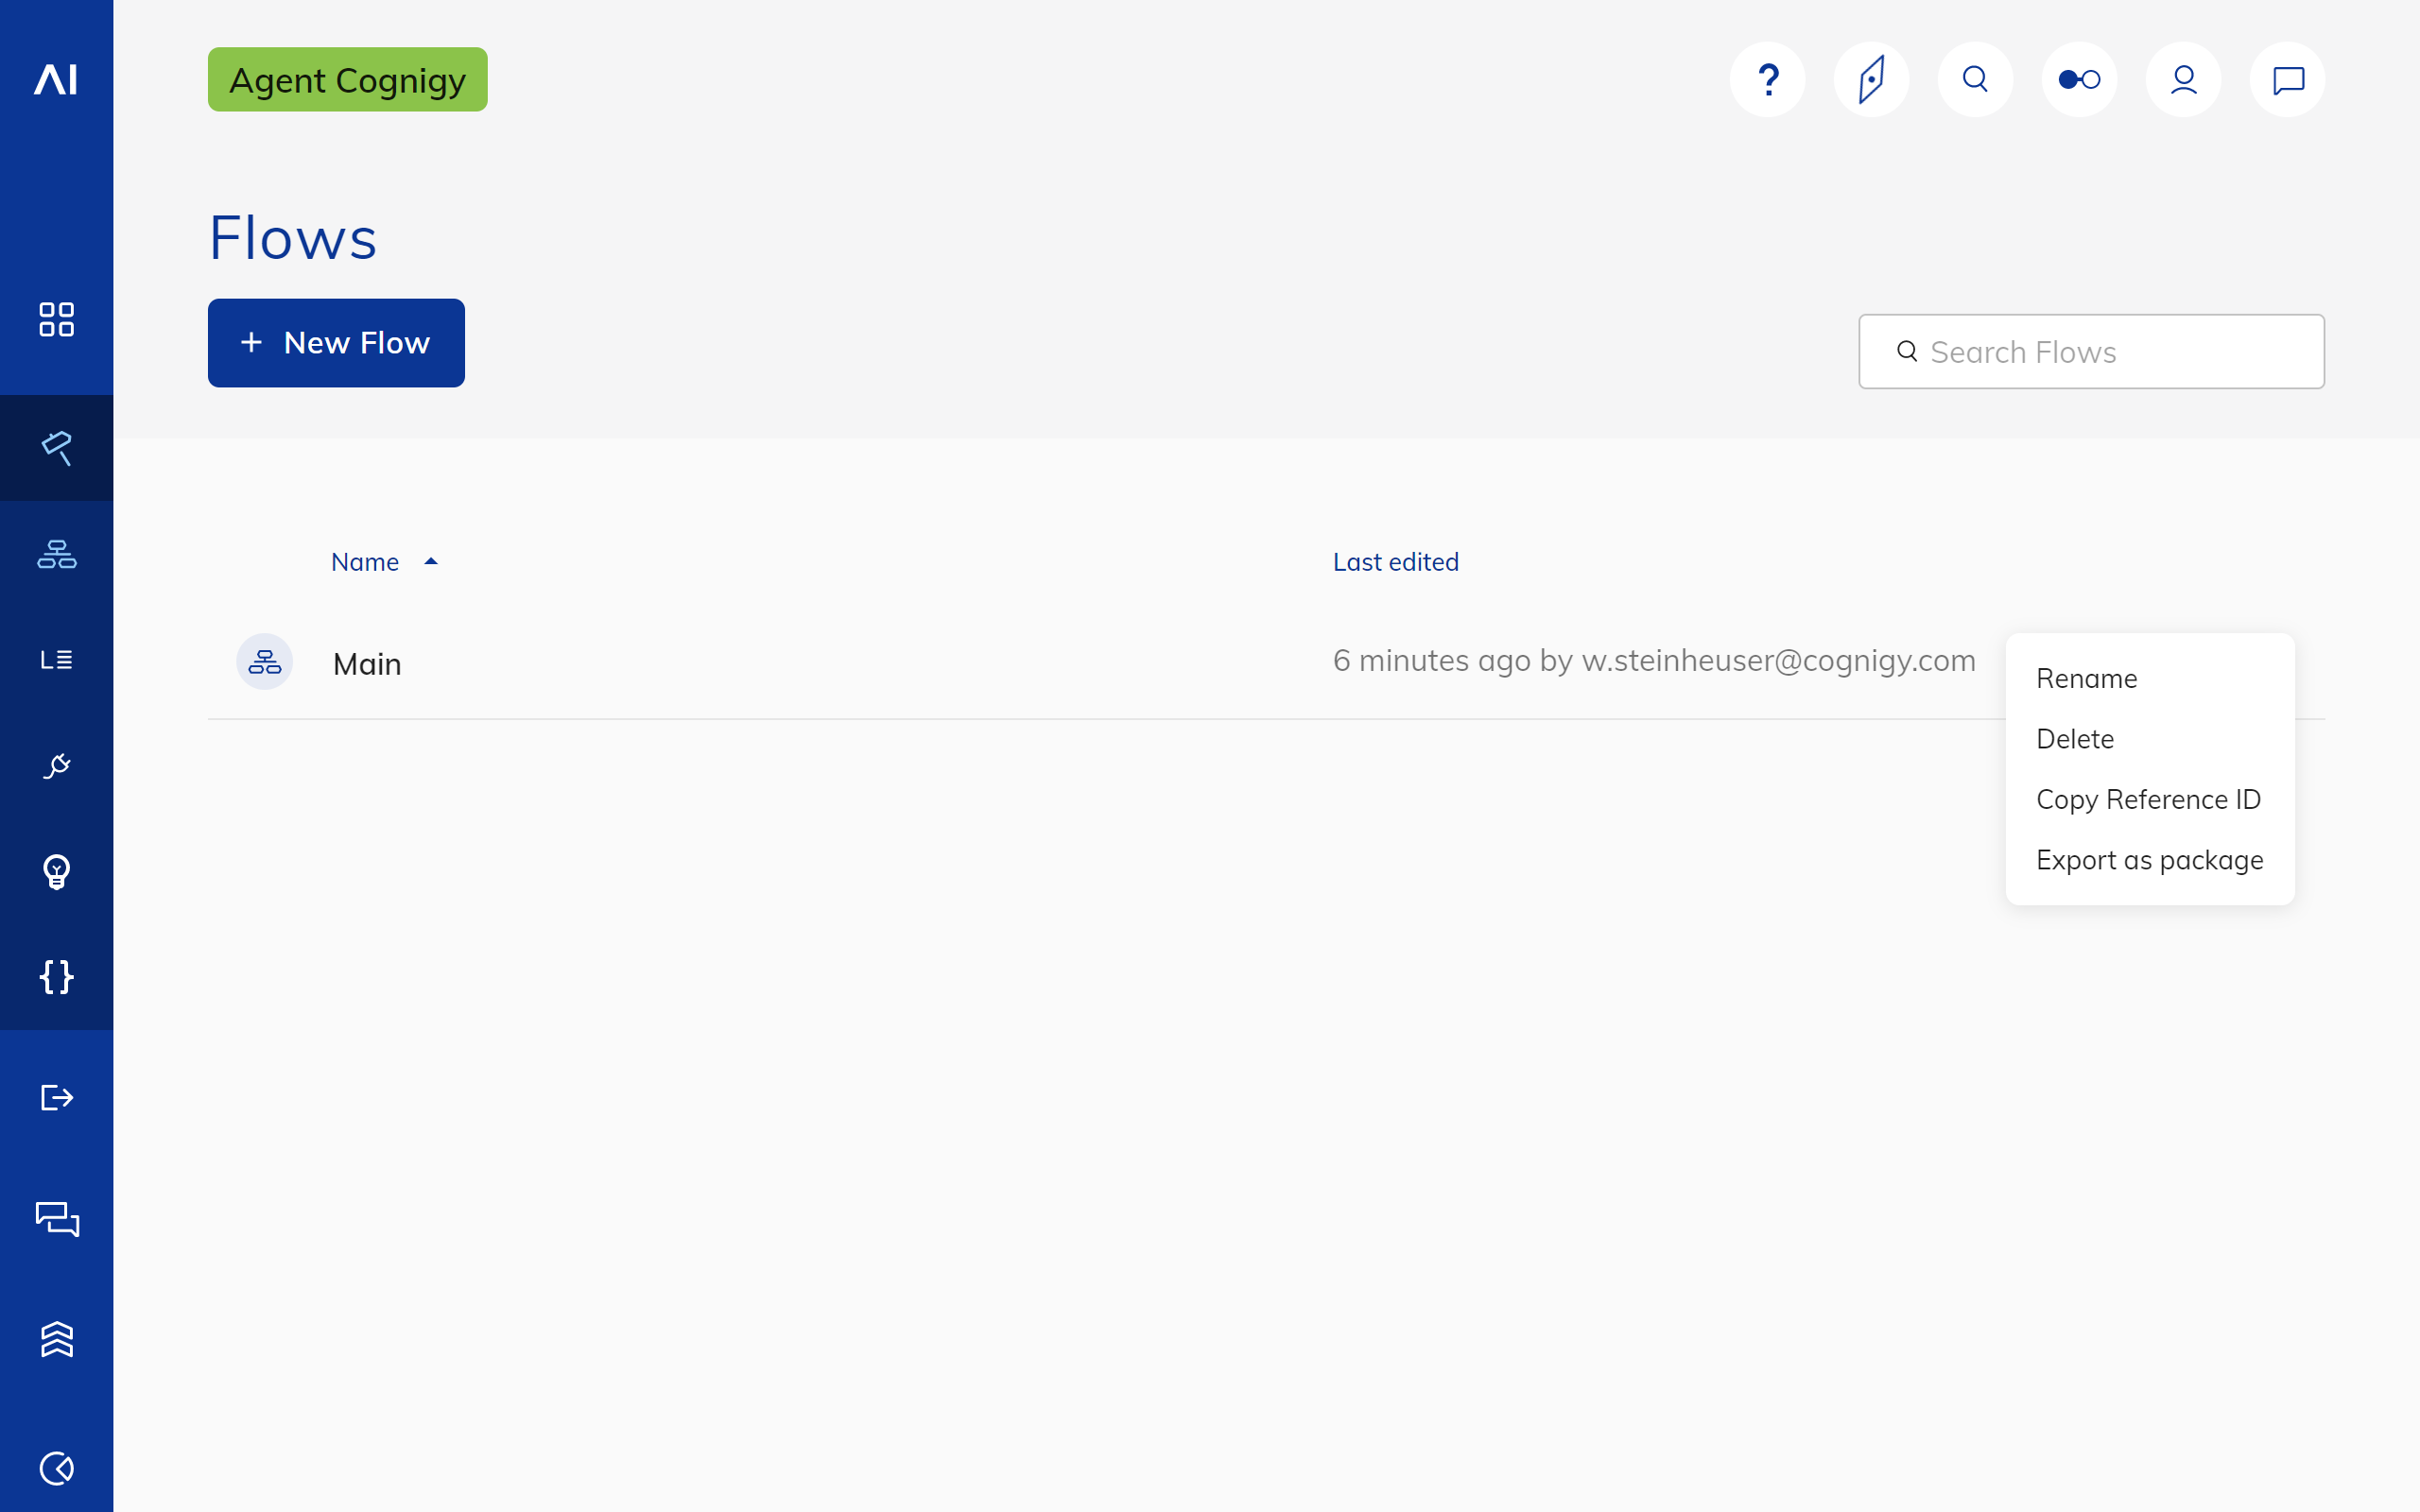 AI
Agent Cognigy
?
Flows
+ New Flow
Search Flows
Name
Last edited
Main
6 minutes ago by w.steinheuser@cognigy.com
Rename
Delete
Copy Reference ID
Export as package